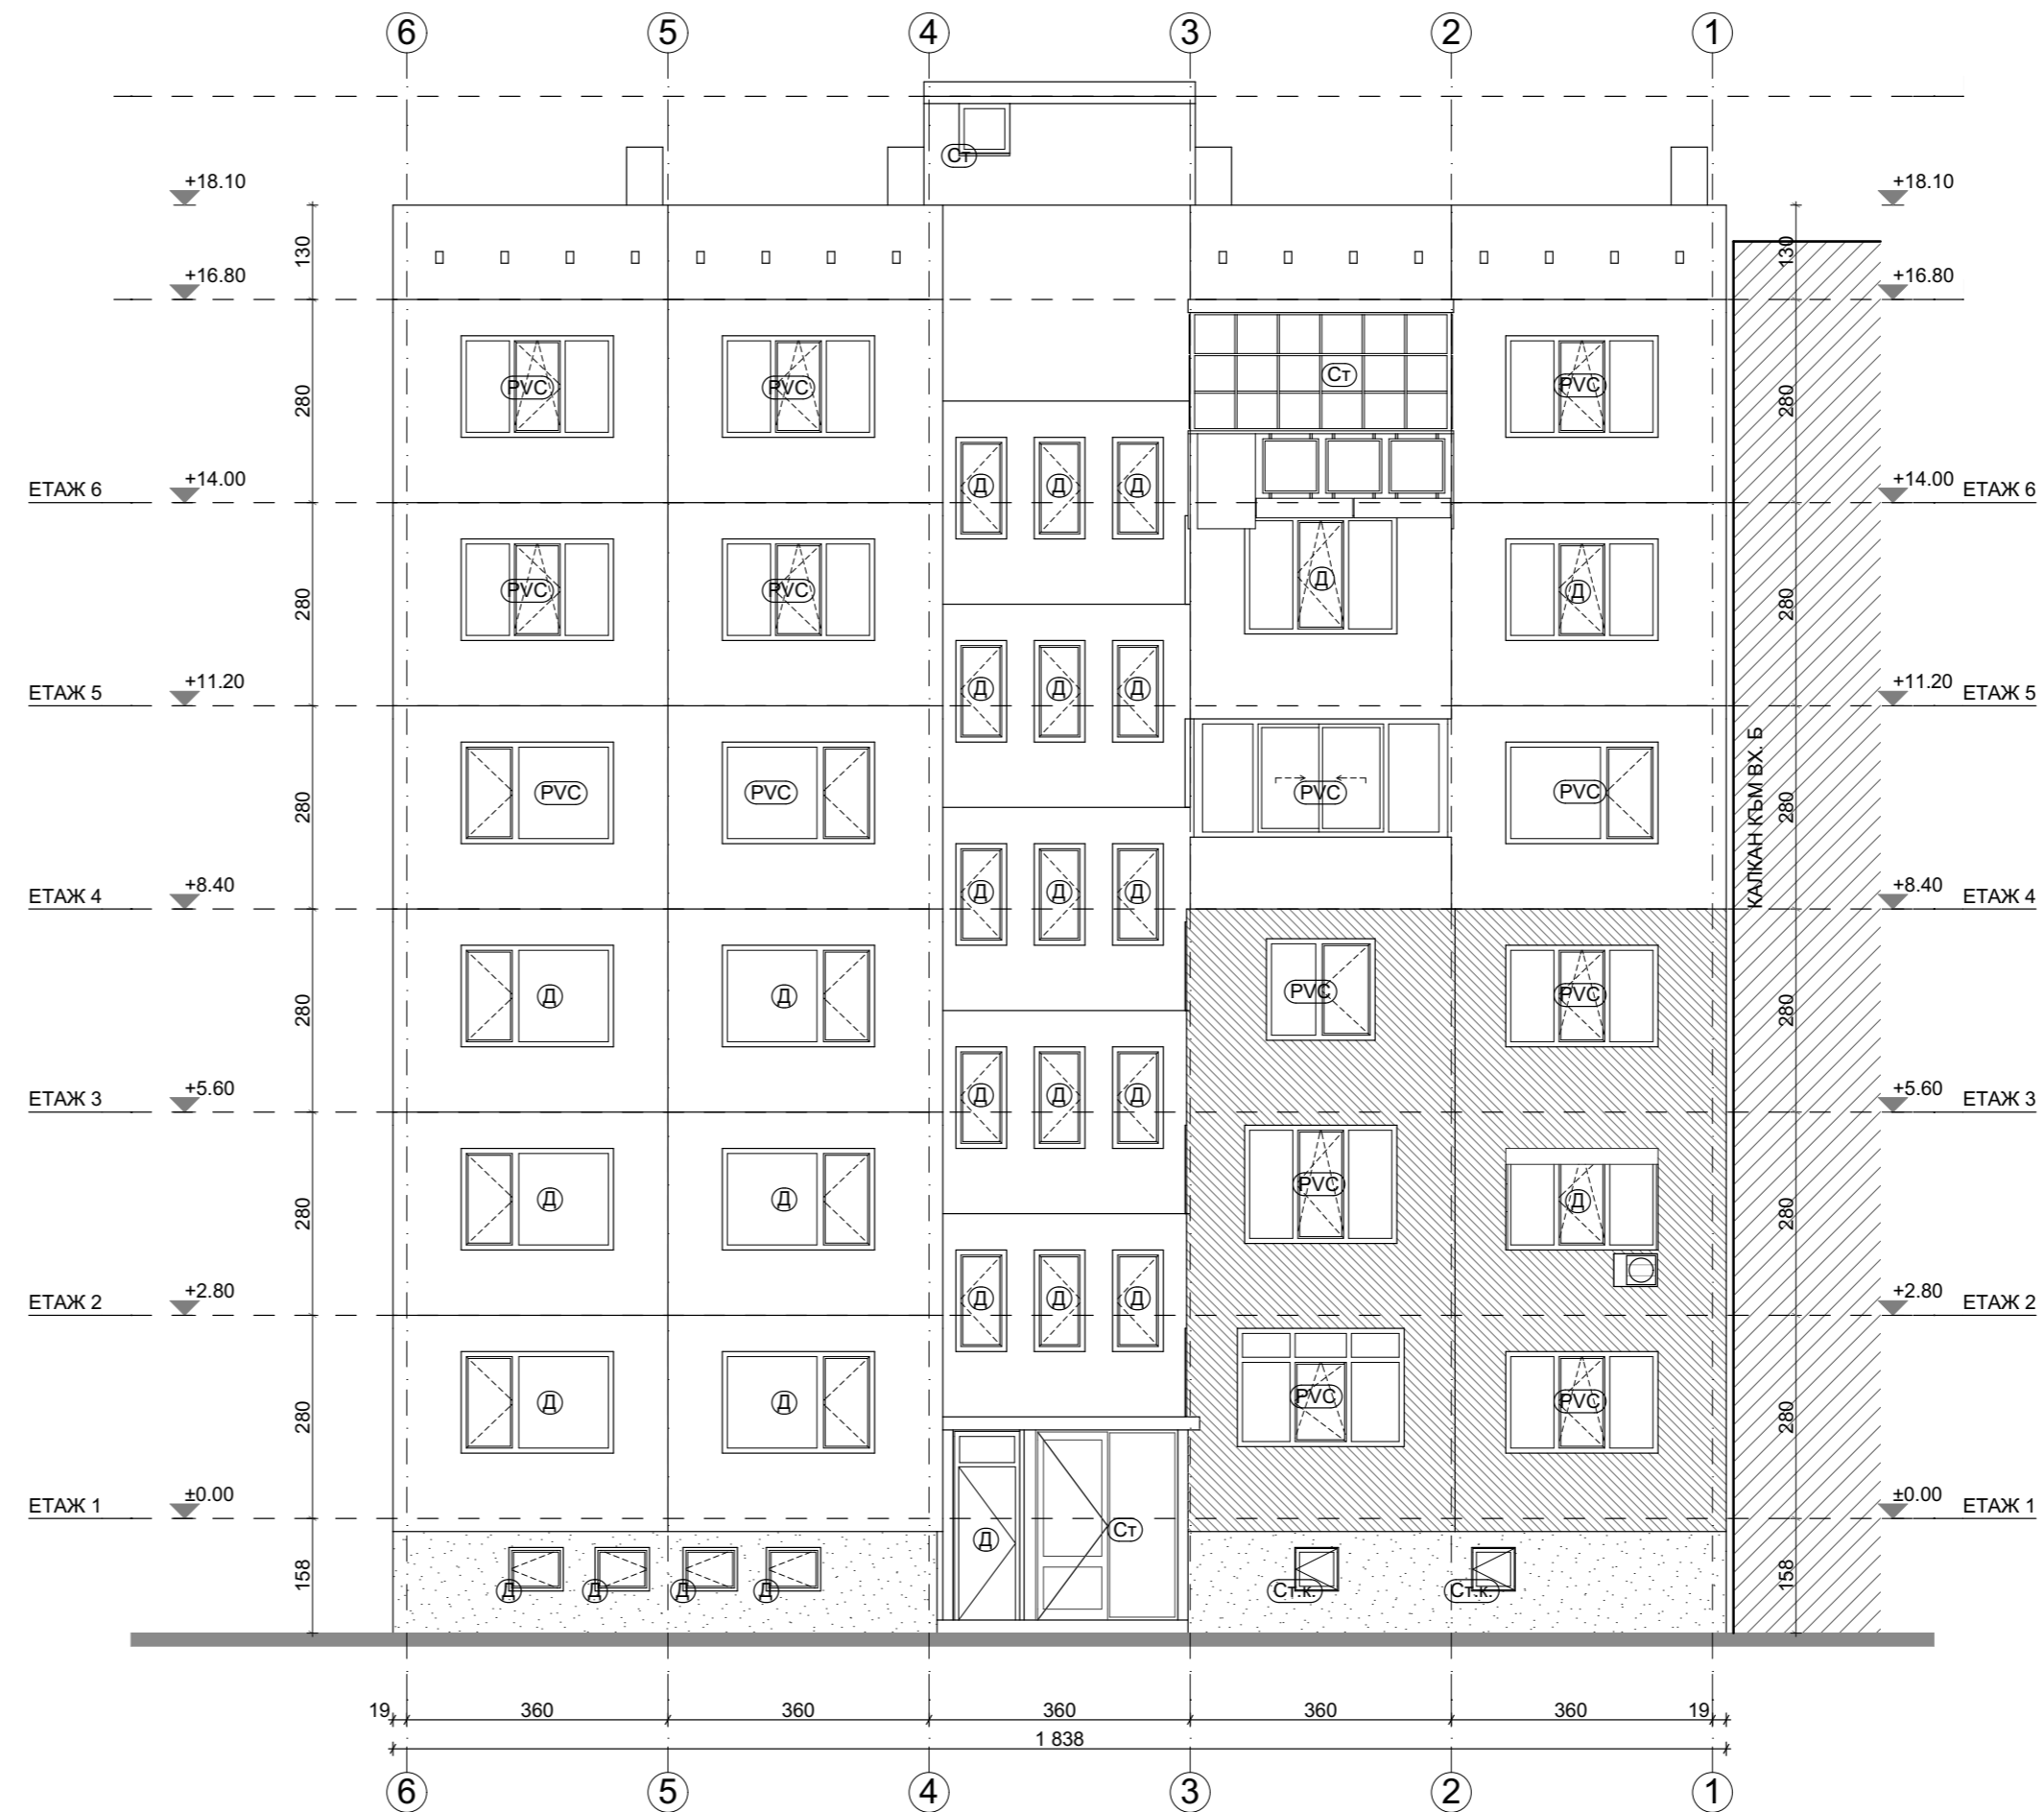 6 5 4 3 2 1
Ст
+18.10 +18.10
130 130
+16.80 +16.80
PVC PVC Ст PVC
280 280
Д Д Д
ЕТАЖ 6 +14.00 +14.00 ЕТАЖ 6
PVC PVC Д Д
280 280
Д Д Д
ЕТАЖ 5 +11.20 +11.20 ЕТАЖ 5
КАЛКАН КЪМ ВХ. Б
PVC PVC PVC PVC
280 280
Д Д Д
ЕТАЖ 4 +8.40 +8.40 ЕТАЖ 4
Д Д PVC PVC
280 280
Д Д Д
ЕТАЖ 3 +5.60 +5.60 ЕТАЖ 3
Д Д PVC Д
280 280
Д Д Д
ЕТАЖ 2 +2.80 +2.80 ЕТАЖ 2
Д Д PVC PVC
280 280
ЕТАЖ 1 ±0.00 ±0.00 ЕТАЖ 1
Д Ст
158 158
Д Д Д Д Ст.к. Ст.к.
19 360 360 360 360 360 19
1 838
6 5 4 3 2 1